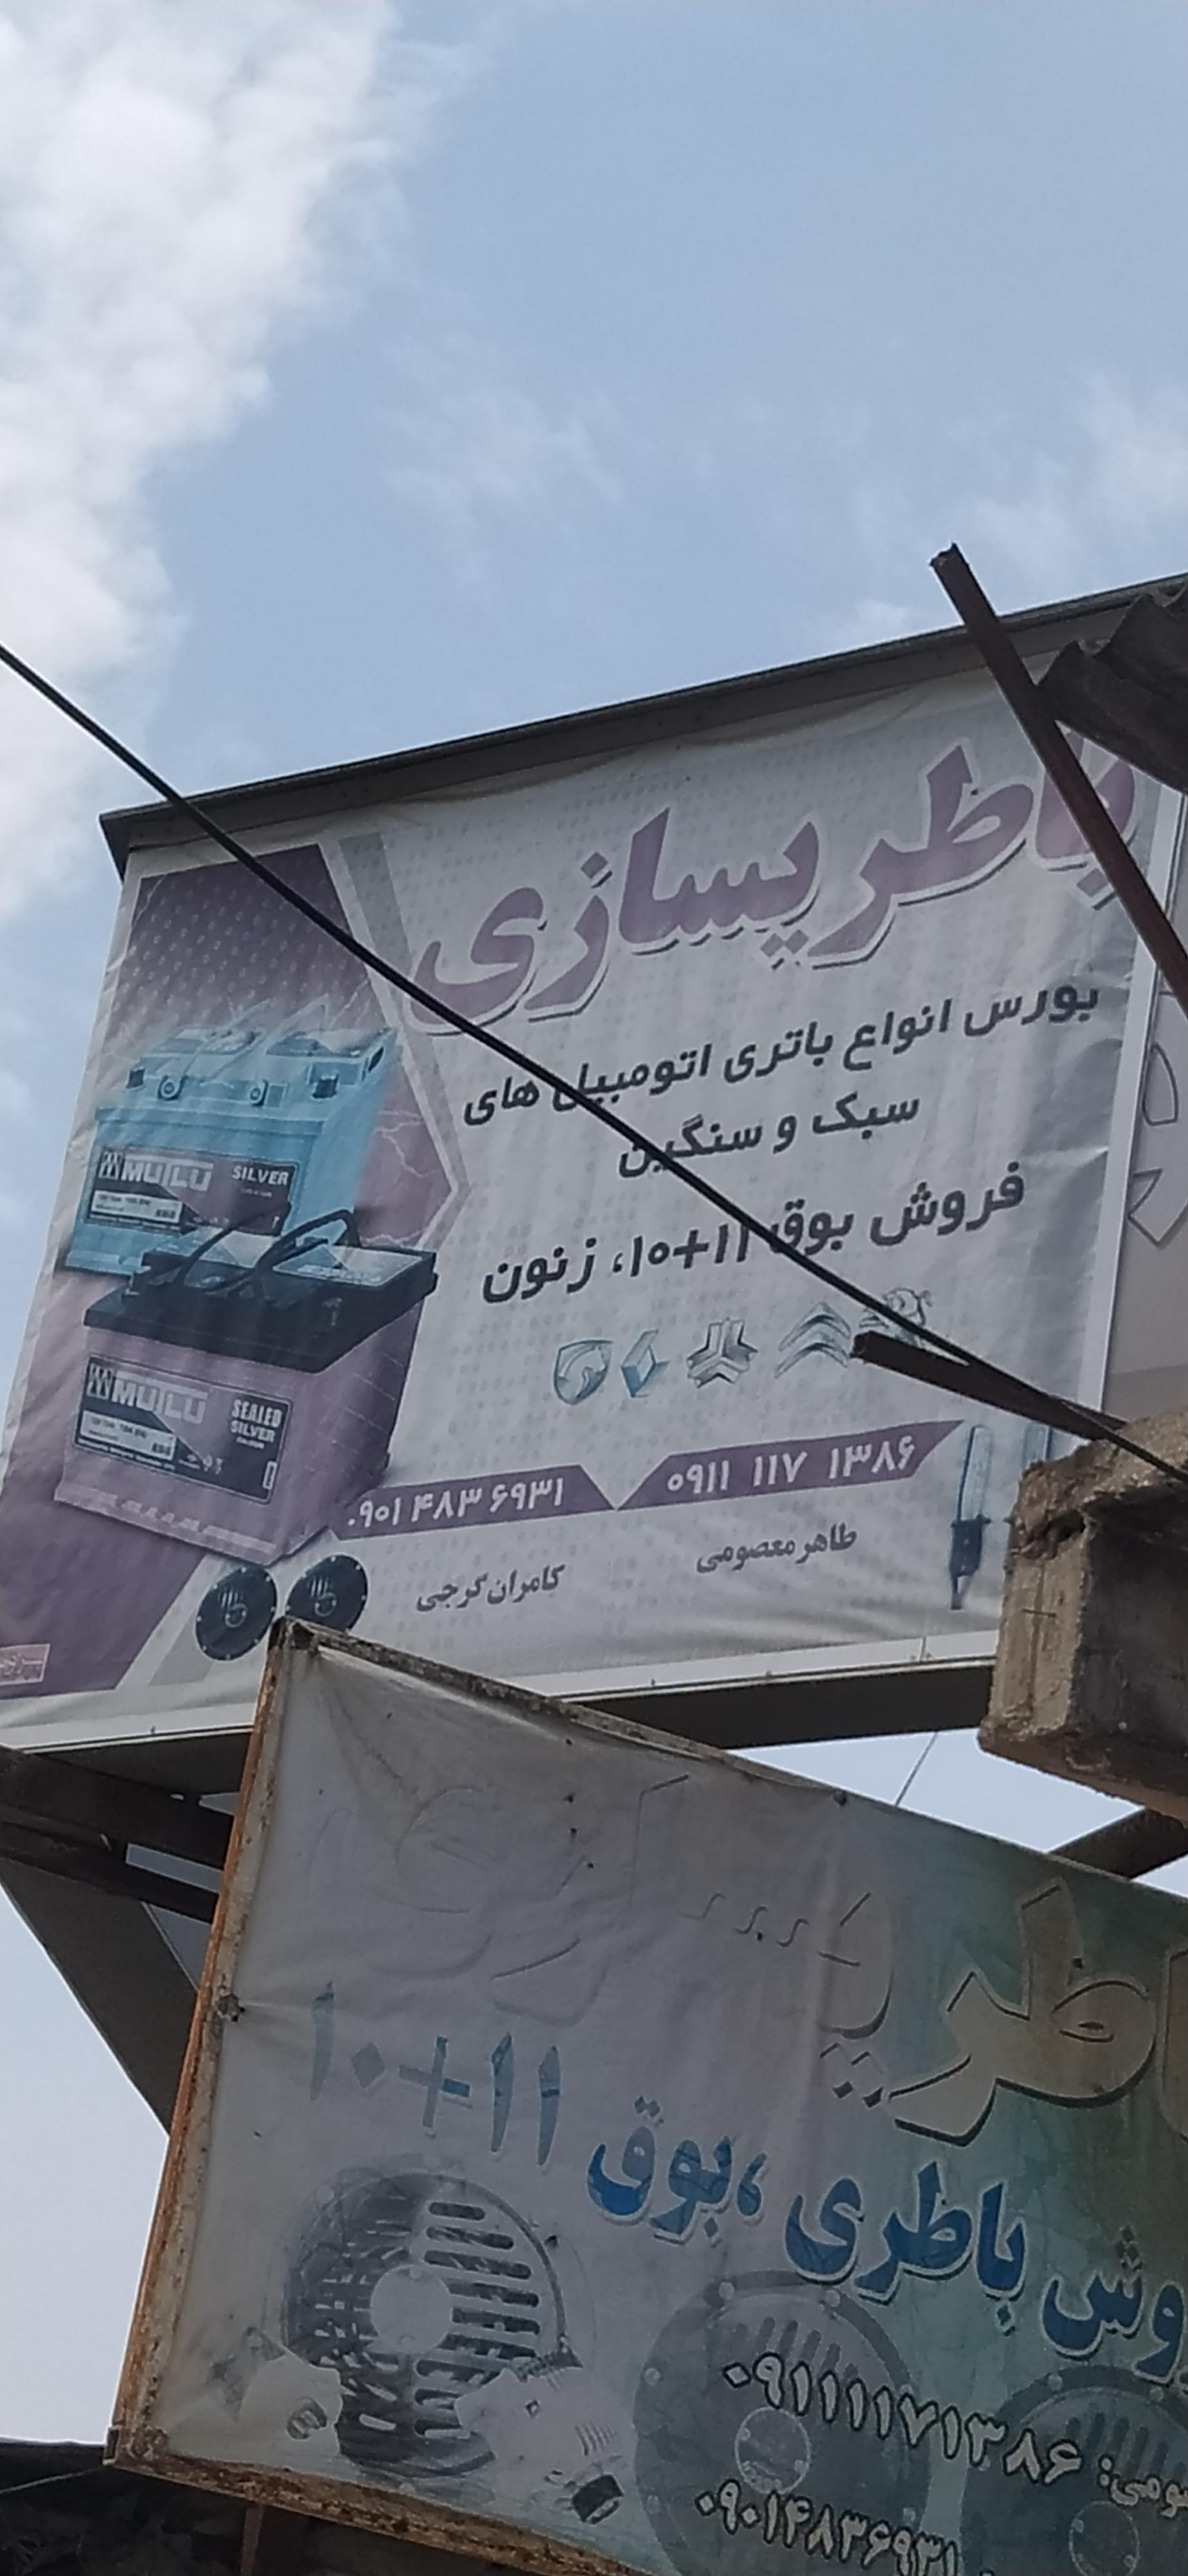 باطریسازی
بورس انواع باتری اتومبیل های
سبک و سنگین
فروش بوق ۱۱+۱۰، زنون
MUTLU SILVER
MUTLU SEALED SILVER
۰۹۱۱ ۱۱۷ ۱۳۸۶
طاهر معصومی
۰۹۰۱ ۴۸۳ ۶۹۳۱
کامران گرجی
باطری ،بوق ۱۱+۱۰
۰۹۱۱۱۱۷۱۳۸۶
۰۹۰۱۴۸۳۶۹۳۱